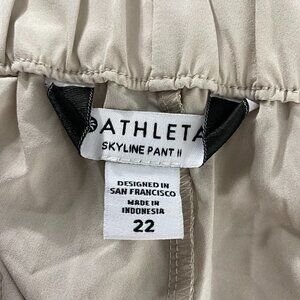 ATHLETA
SKYLINE PANT II
DESIGNED IN
SAN FRANCISCO
MADE IN
INDONESIA
22